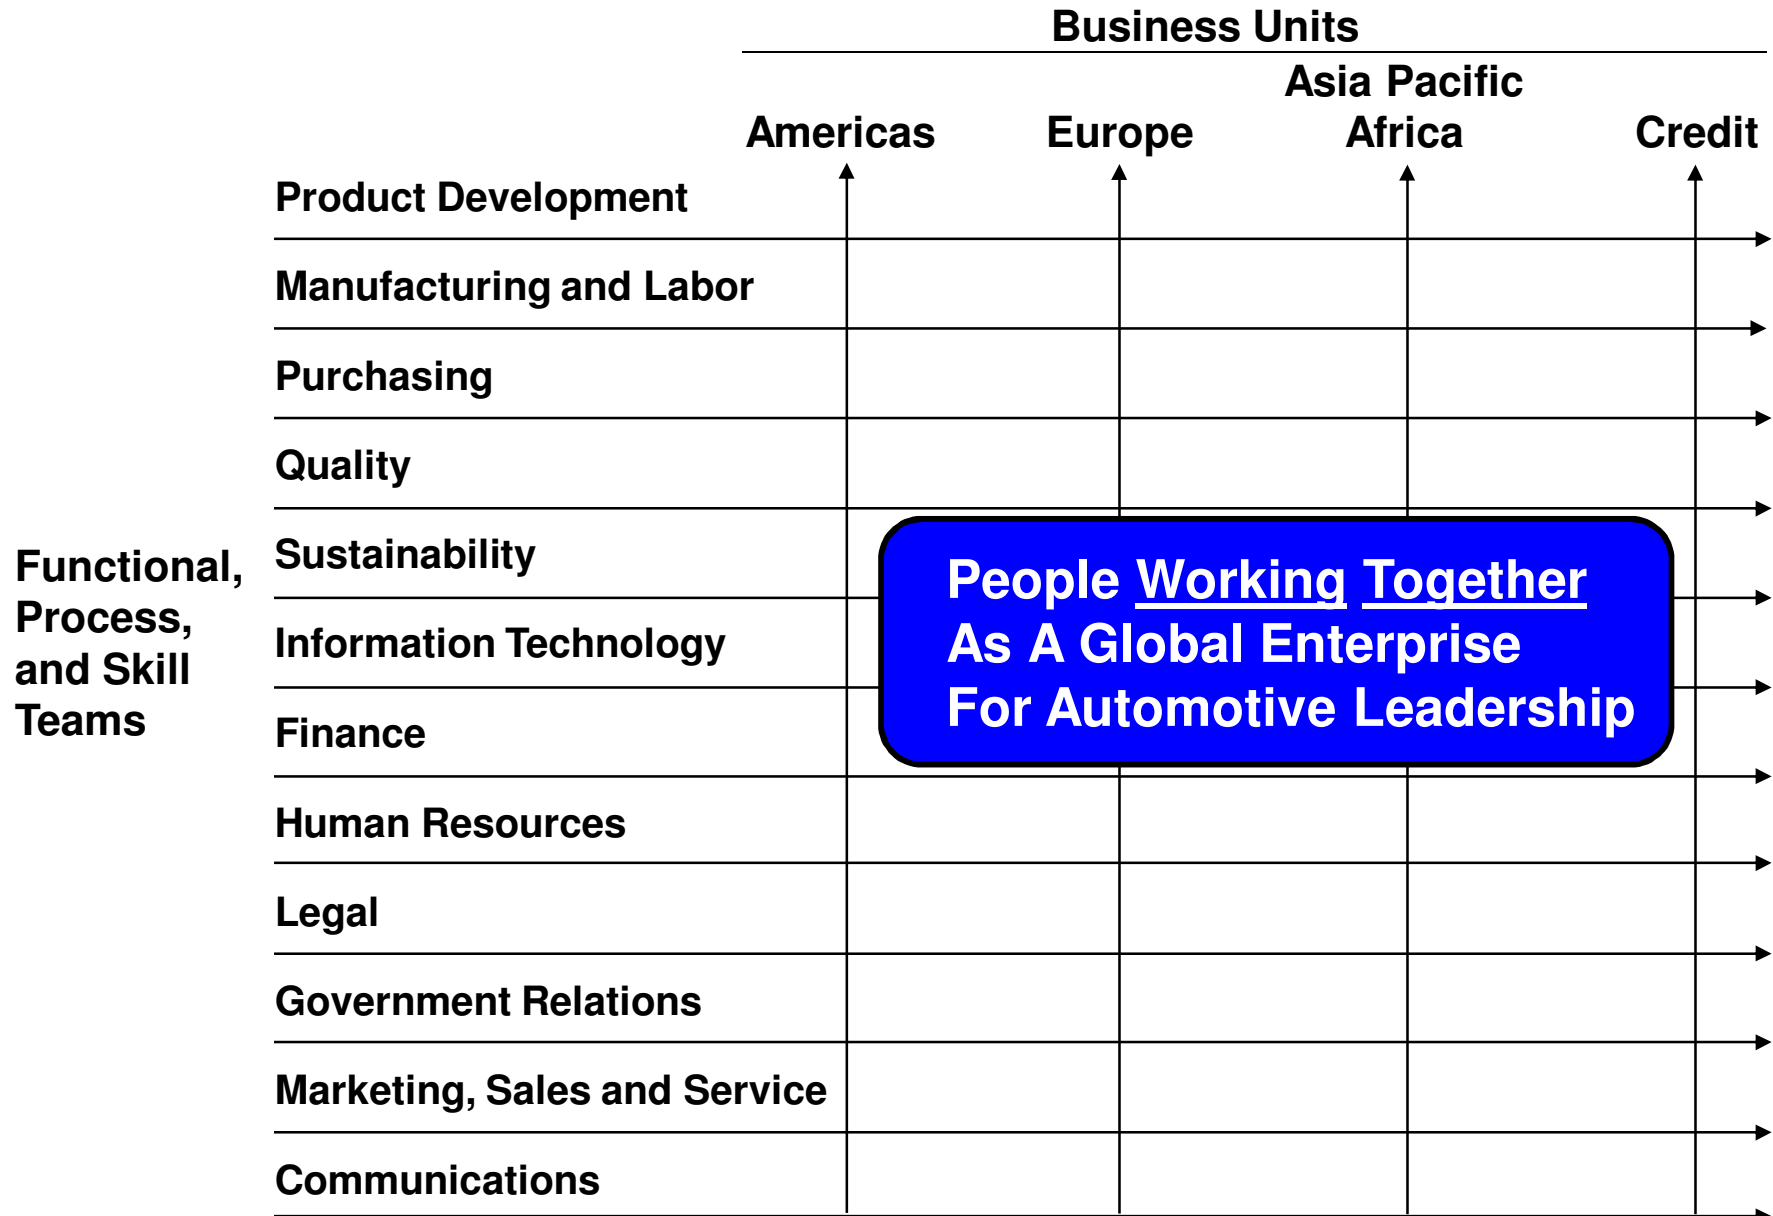 Business Units
Asia Pacific
Americas Europe Africa Credit
Product Development
Manufacturing and Labor
Purchasing
Quality
Functional,
Process,
and Skill
Teams
Sustainability
Information Technology
Finance
People Working Together
As A Global Enterprise
For Automotive Leadership
Human Resources
Legal
Government Relations
Marketing, Sales and Service
Communications